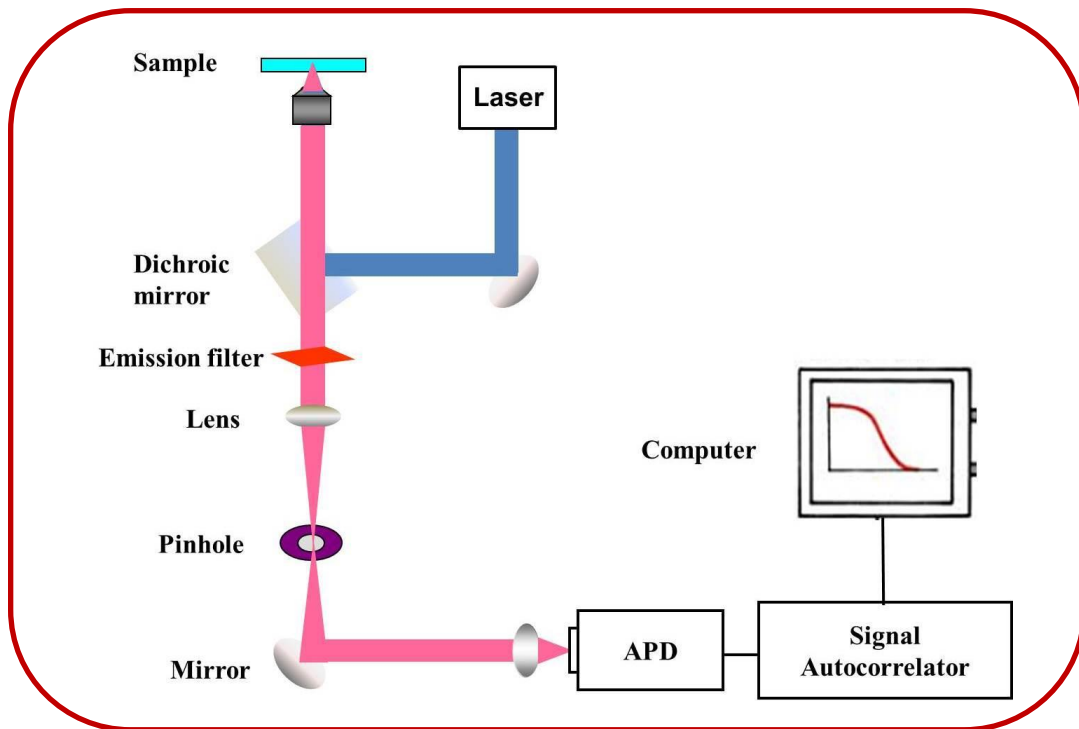 Sample
Laser
Dichroic
mirror
Emission filter
Lens
Computer
Pinhole
Mirror
APD
Signal
Autocorrelator